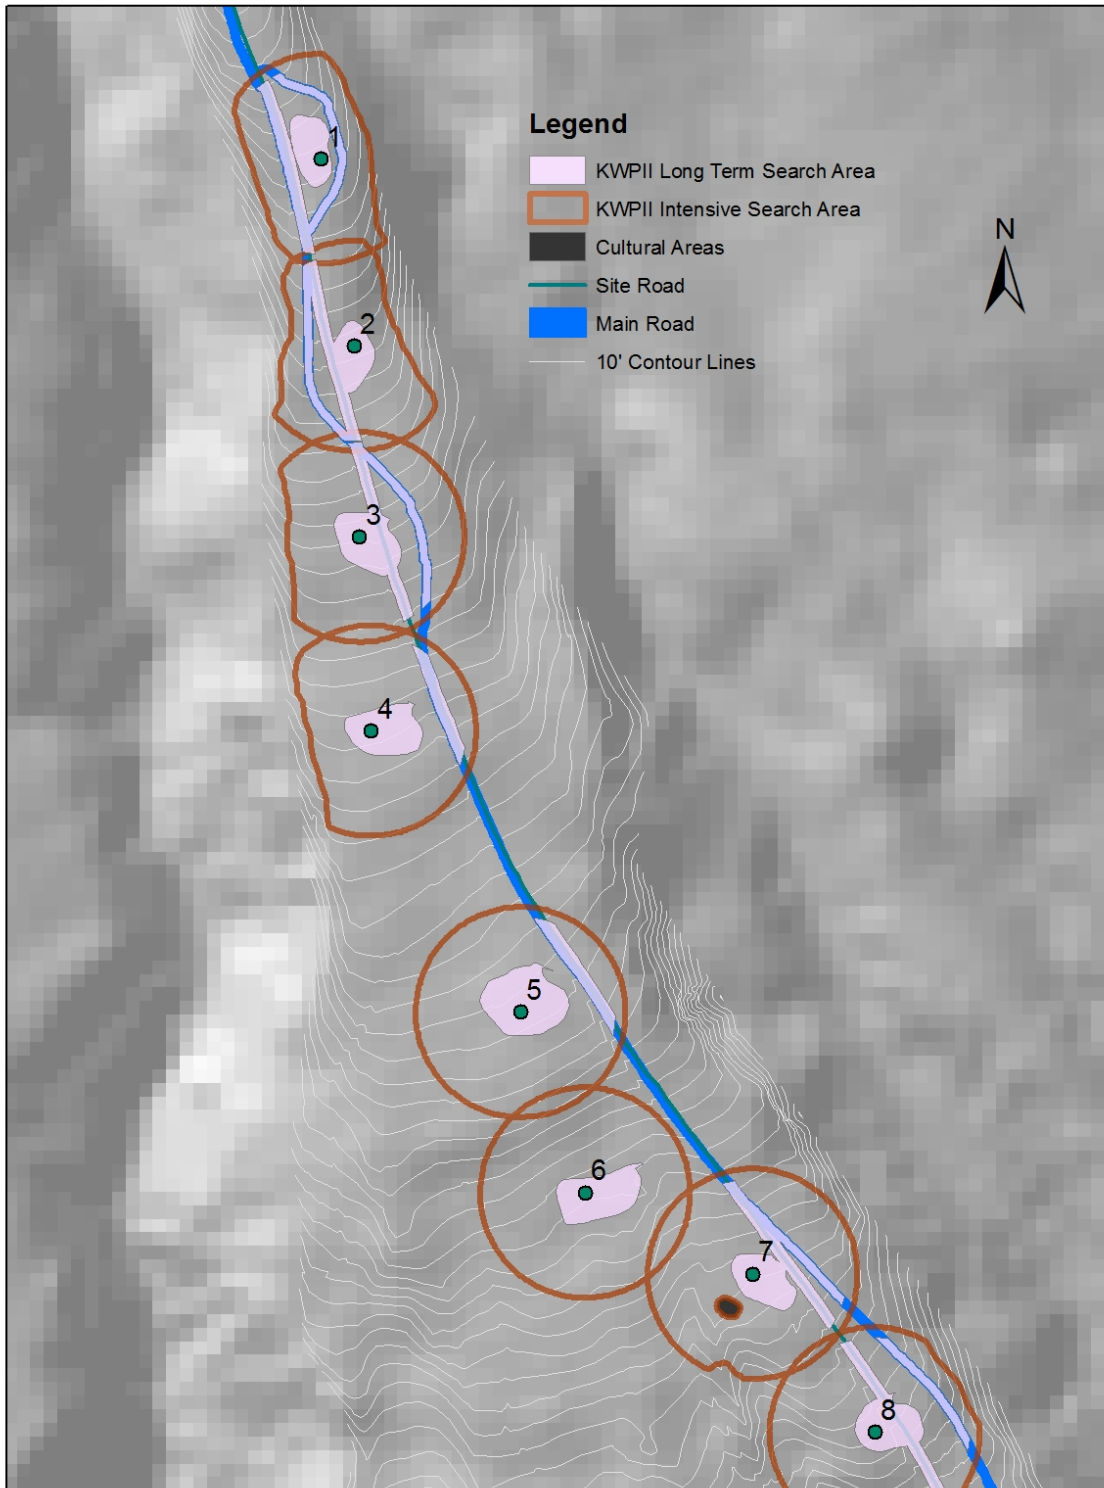 1
Legend
KWPII Long Term Search Area
KWPII Intensive Search Area
Cultural Areas
Site Road
Main Road
10' Contour Lines
N
2
3
4
5
6
7
8